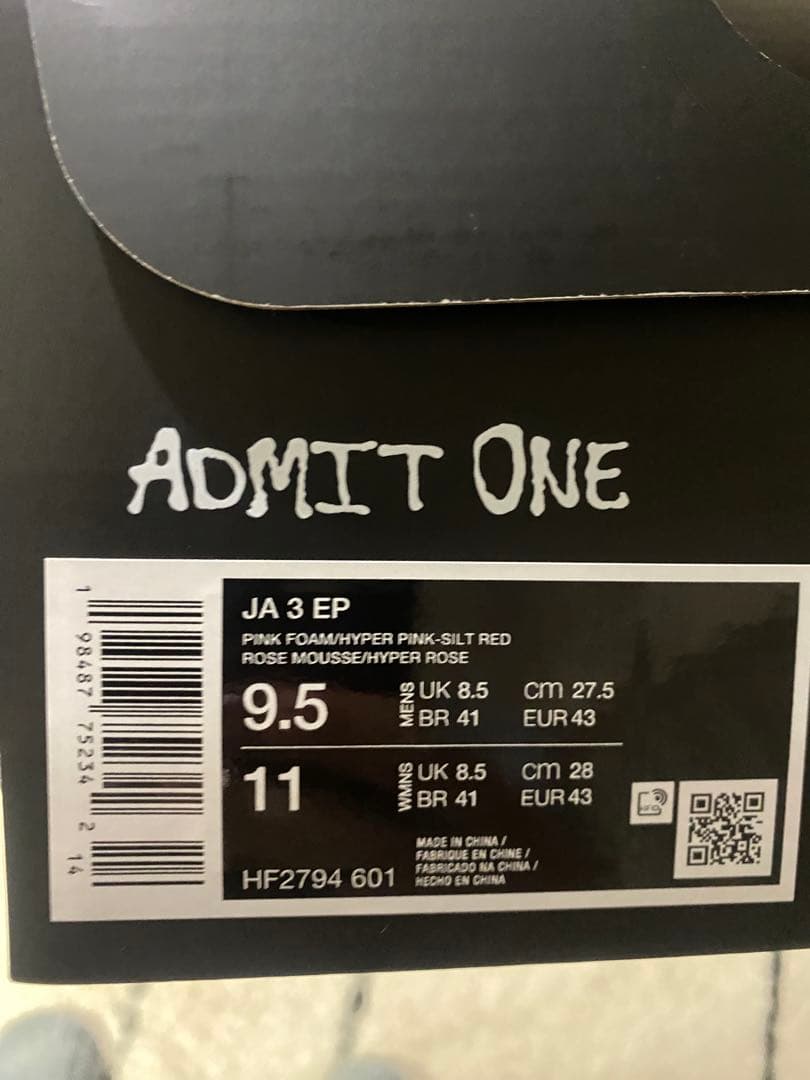 ADMIT ONE
JA 3 EP
PINK FOAM/HYPER PINK-SILT RED
ROSE MOUSSE/HYPER ROSE
9.5
MENS
UK 8.5 cm 27.5
BR 41 EUR 43
11
WMNS
UK 8.5 cm 28
BR 41 EUR 43
HF2794 601
MADE IN CHINA /
FABRIQUE EN CHINE /
FABRICADO NA CHINA /
HECHO EN CHINA
1 98487 75234 2 14